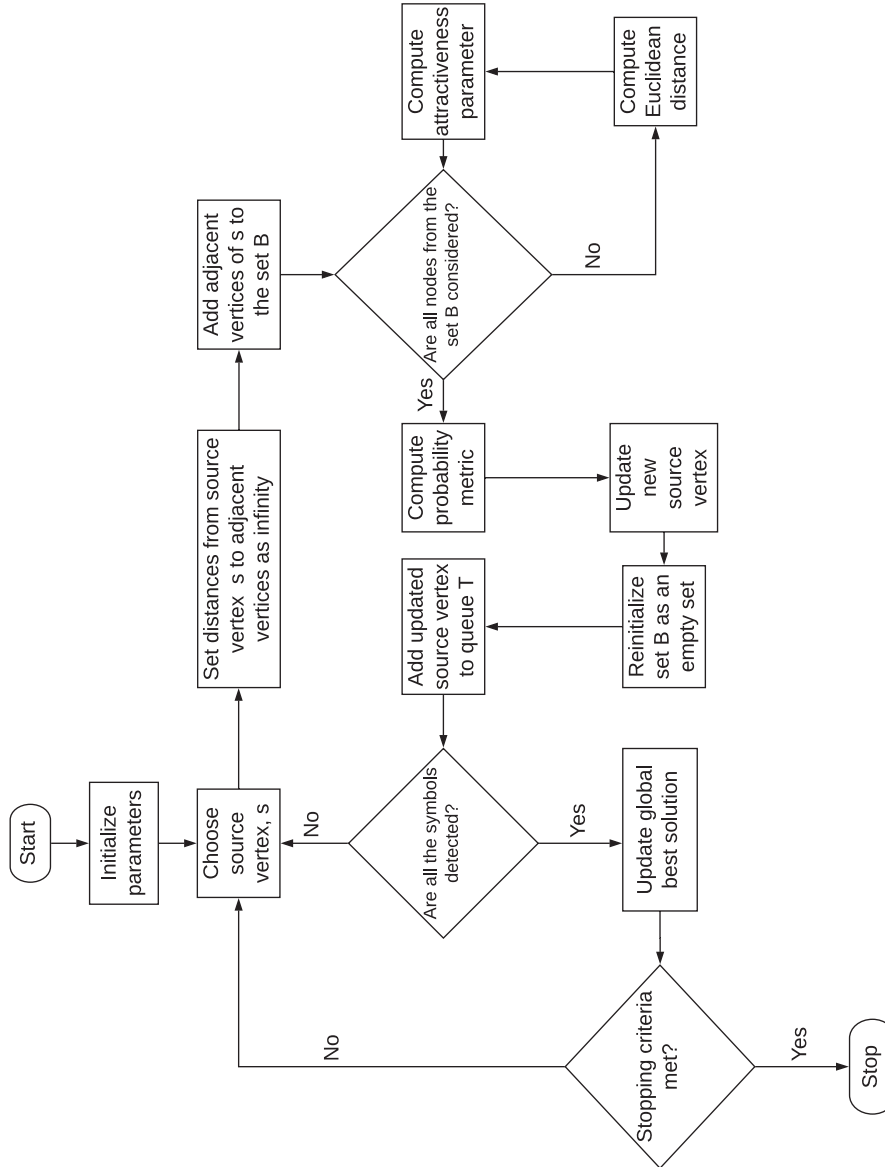 Start
Initialize
parameters
Choose
source
vertex, s
Set distances from source
vertex s to adjacent
vertices as infinity
Add adjacent
vertices of s to
the set B
Are all nodes from the
set B considered?
No
Compute
Euclidean
distance
Compute
attractiveness
parameter
Yes
Compute
probability
metric
Update
new
source
vertex
Reinitialize
set B as an
empty set
Add updated
source vertex
to queue T
Are all the symbols
detected?
No
Yes
Update global
best solution
Stopping criteria
met?
No
Yes
Stop